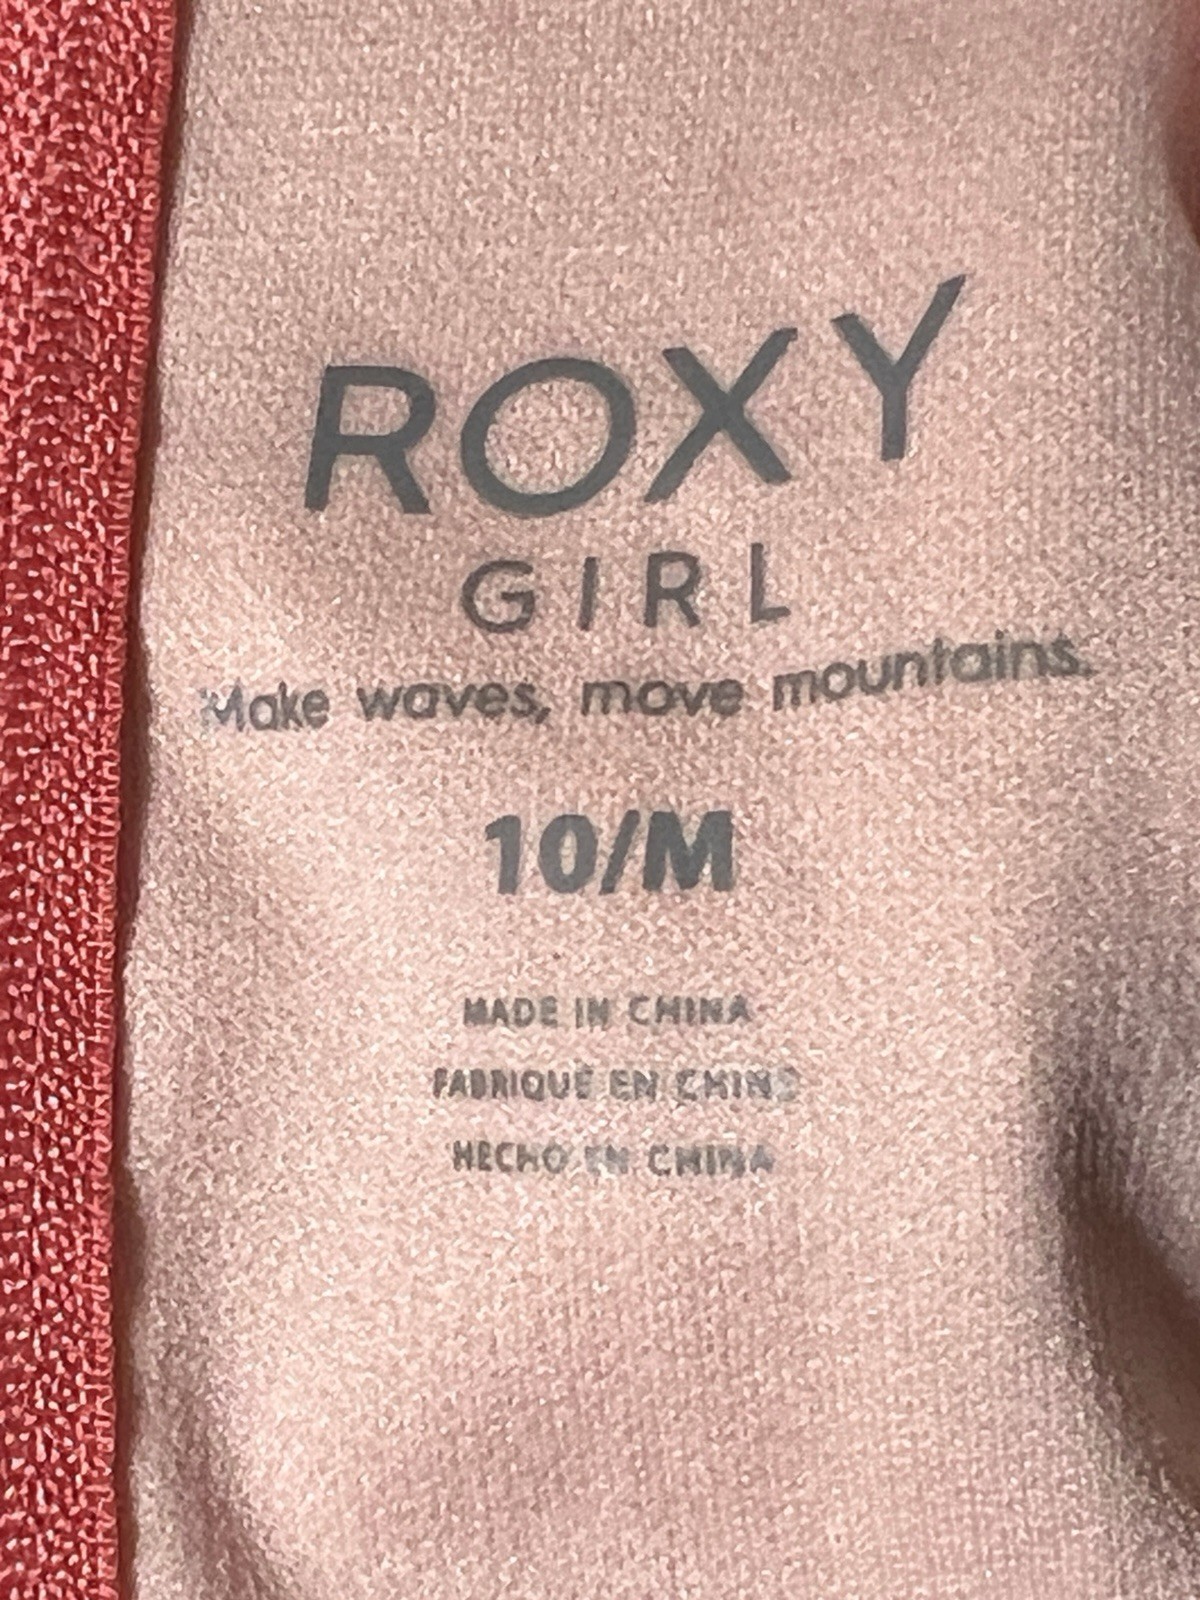 ROXY
GIRL
Make waves, move mountains.
10/M
MADE IN CHINA
FABRIQUÉ EN CHINE
HECHO EN CHINA